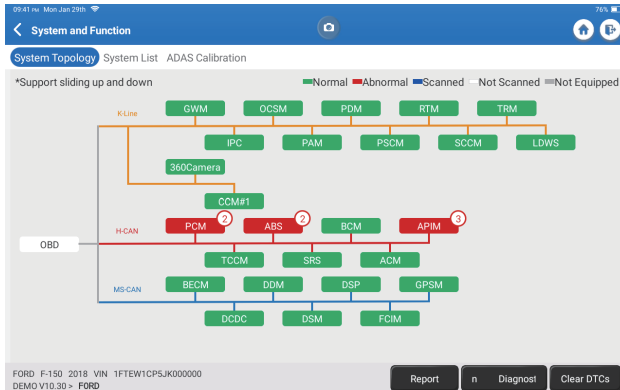 09:41 PM Mon Jan 29th 76%
System and Function
System Topology System List ADAS Calibration
*Support sliding up and down Normal Abnormal Scanned Not Scanned Not Equipped
K-Line GWM OCSM PDM RTM TRM
IPC PAM PSCM SCCM LDWS
360Camera
CCM#1
H-CAN PCM 2 ABS 2 BCM APIM 3
OBD
TCCM SRS ACM
MS-CAN BECM DDM DSP GPSM
DCDC DSM FCIM
FORD F-150 2018 VIN 1FTEW1CP5JK000000
DEMO V10.30 > FORD
Report n Diagnost Clear DTCs